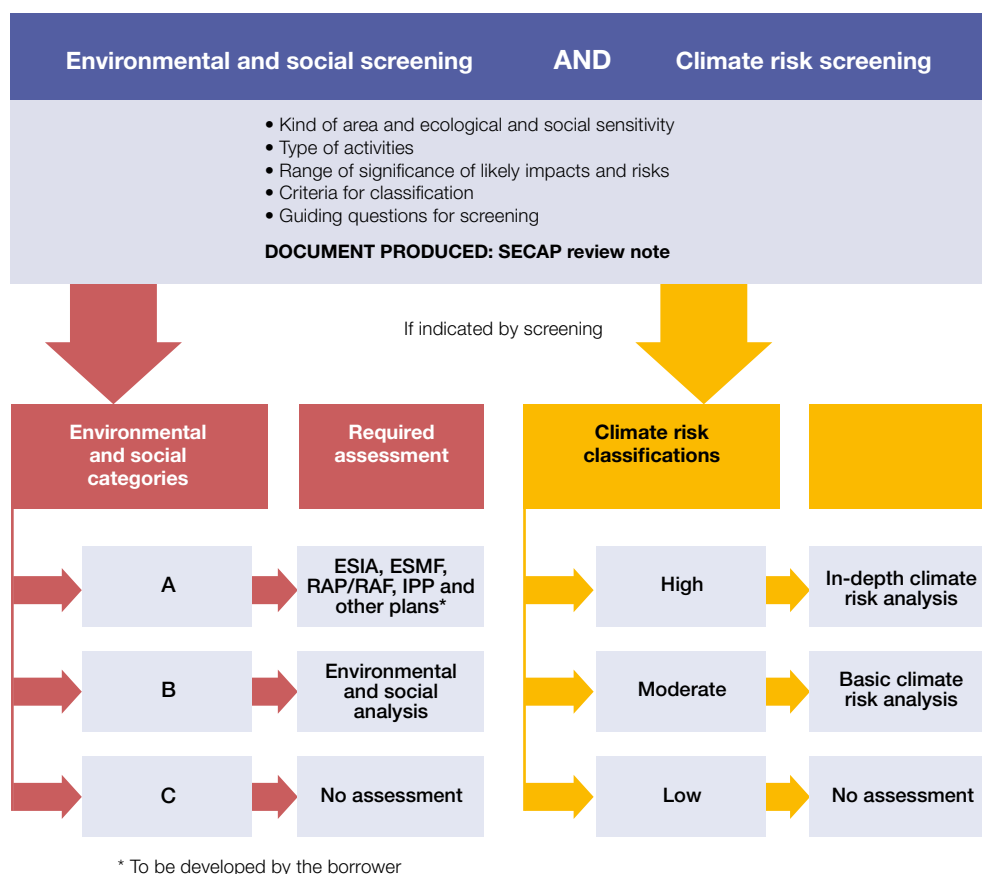 Environmental and social screening AND Climate risk screening
• Kind of area and ecological and social sensitivity
• Type of activities
• Range of significance of likely impacts and risks
• Criteria for classification
• Guiding questions for screening
DOCUMENT PRODUCED: SECAP review note
If indicated by screening
Environmental
and social
categories
Required
assessment
Climate risk
classifications
A
ESIA, ESMF,
RAP/RAF, IPP and
other plans*
High
In-depth climate
risk analysis
B
Environmental
and social
analysis
Moderate
Basic climate
risk analysis
C
No assessment
Low
No assessment
* To be developed by the borrower